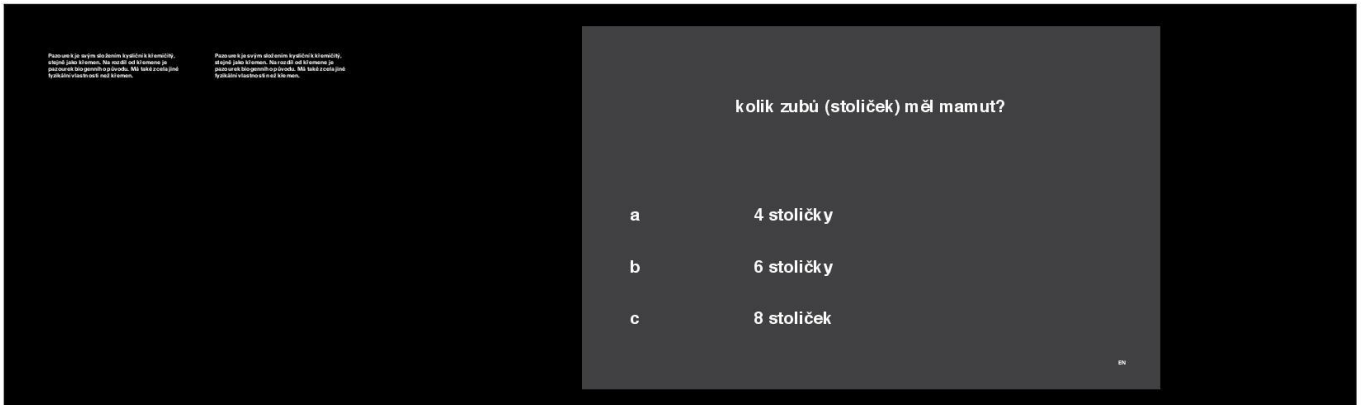 Pazourek je svým složením kysličník křemičitý,
stejně jako křemen. Na rozdíl od křemene je
pazourek biogenního původu. Má také zcela jiné
fyzikální vlastnosti než křemen.
Pazourek je svým složením kysličník křemičitý,
stejně jako křemen. Na rozdíl od křemene je
pazourek biogenního původu. Má také zcela jiné
fyzikální vlastnosti než křemen.
kolik zubů (stoliček) měl mamut?
a 4 stoličky
b 6 stoličky
c 8 stoliček
EN